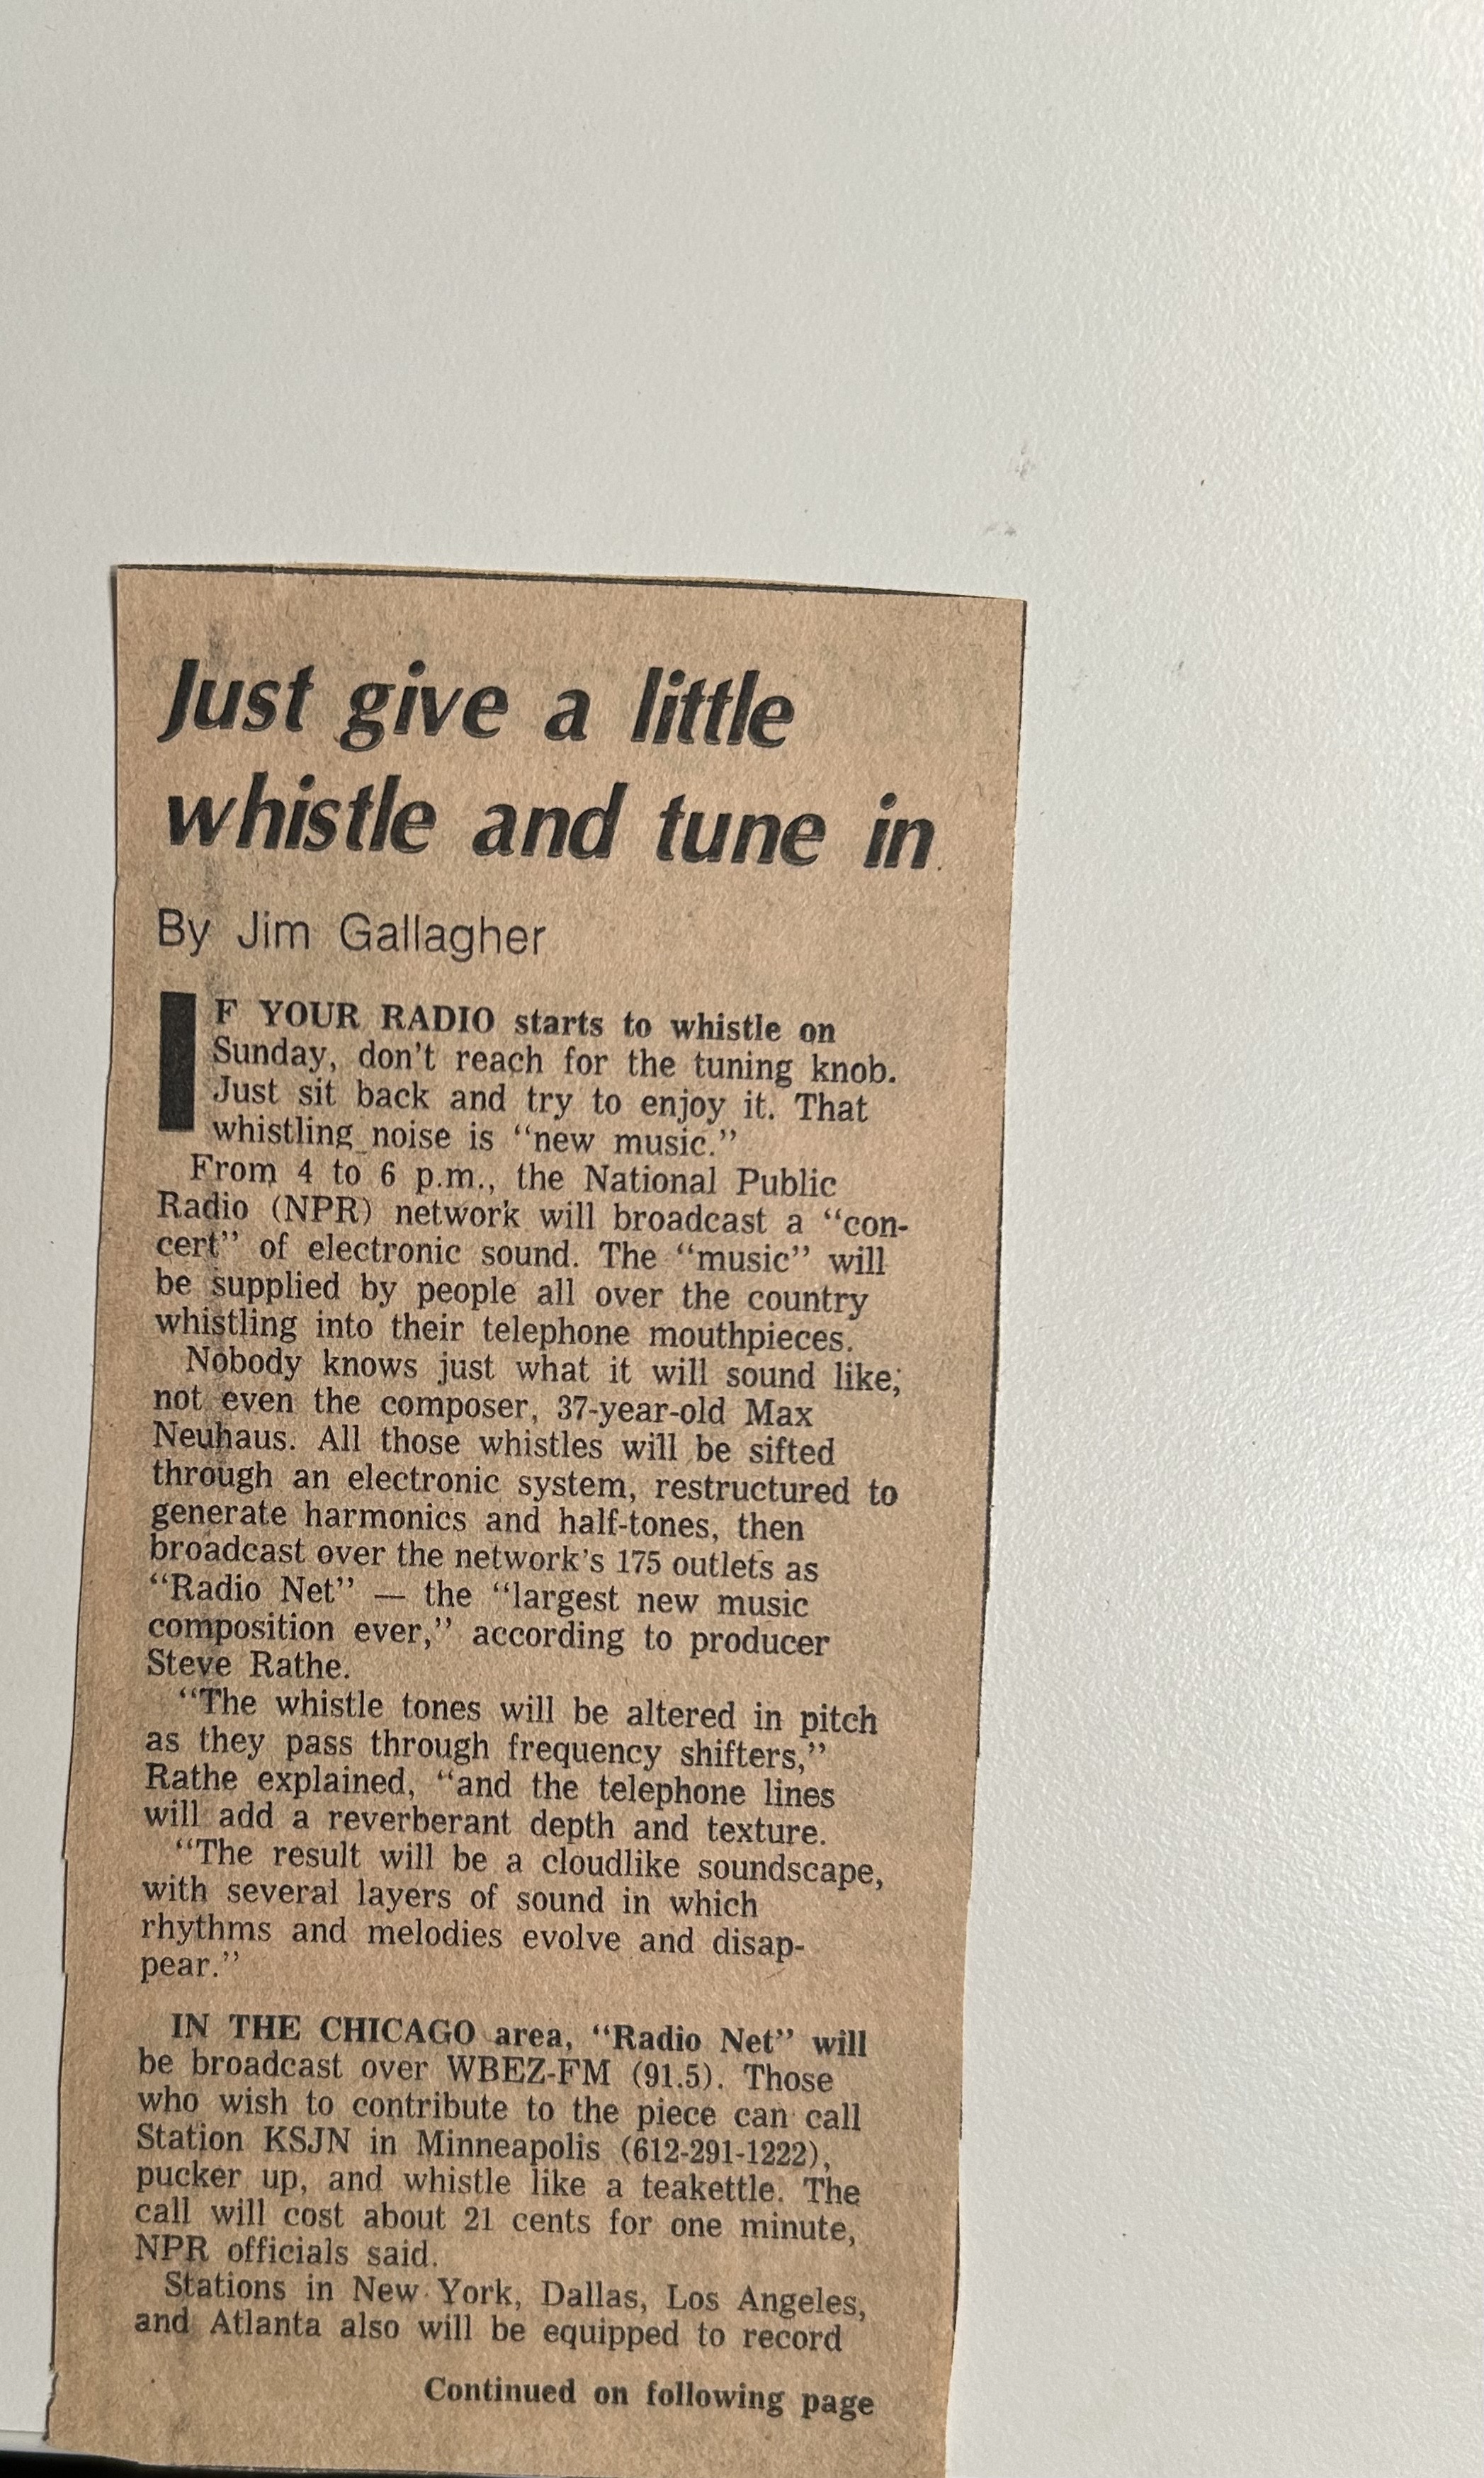 Just give a little
whistle and tune in
By Jim Gallagher
IF YOUR RADIO starts to whistle on
Sunday, don't reach for the tuning knob.
Just sit back and try to enjoy it. That
whistling noise is “new music.”
From 4 to 6 p.m., the National Public
Radio (NPR) network will broadcast a “con-
cert” of electronic sound. The “music” will
be supplied by people all over the country
whistling into their telephone mouthpieces.
Nobody knows just what it will sound like,
not even the composer, 37-year-old Max
Neuhaus. All those whistles will be sifted
through an electronic system, restructured to
generate harmonics and half-tones, then
broadcast over the network's 175 outlets as
“Radio Net” — the “largest new music
composition ever,” according to producer
Steve Rathe.
“The whistle tones will be altered in pitch
as they pass through frequency shifters,”
Rathe explained, “and the telephone lines
will add a reverberant depth and texture.
“The result will be a cloudlike soundscape,
with several layers of sound in which
rhythms and melodies evolve and disap-
pear.”
IN THE CHICAGO area, “Radio Net” will
be broadcast over WBEZ-FM (91.5). Those
who wish to contribute to the piece can call
Station KSJN in Minneapolis (612-291-1222),
pucker up, and whistle like a teakettle. The
call will cost about 21 cents for one minute,
NPR officials said.
Stations in New York, Dallas, Los Angeles,
and Atlanta also will be equipped to record
Continued on following page